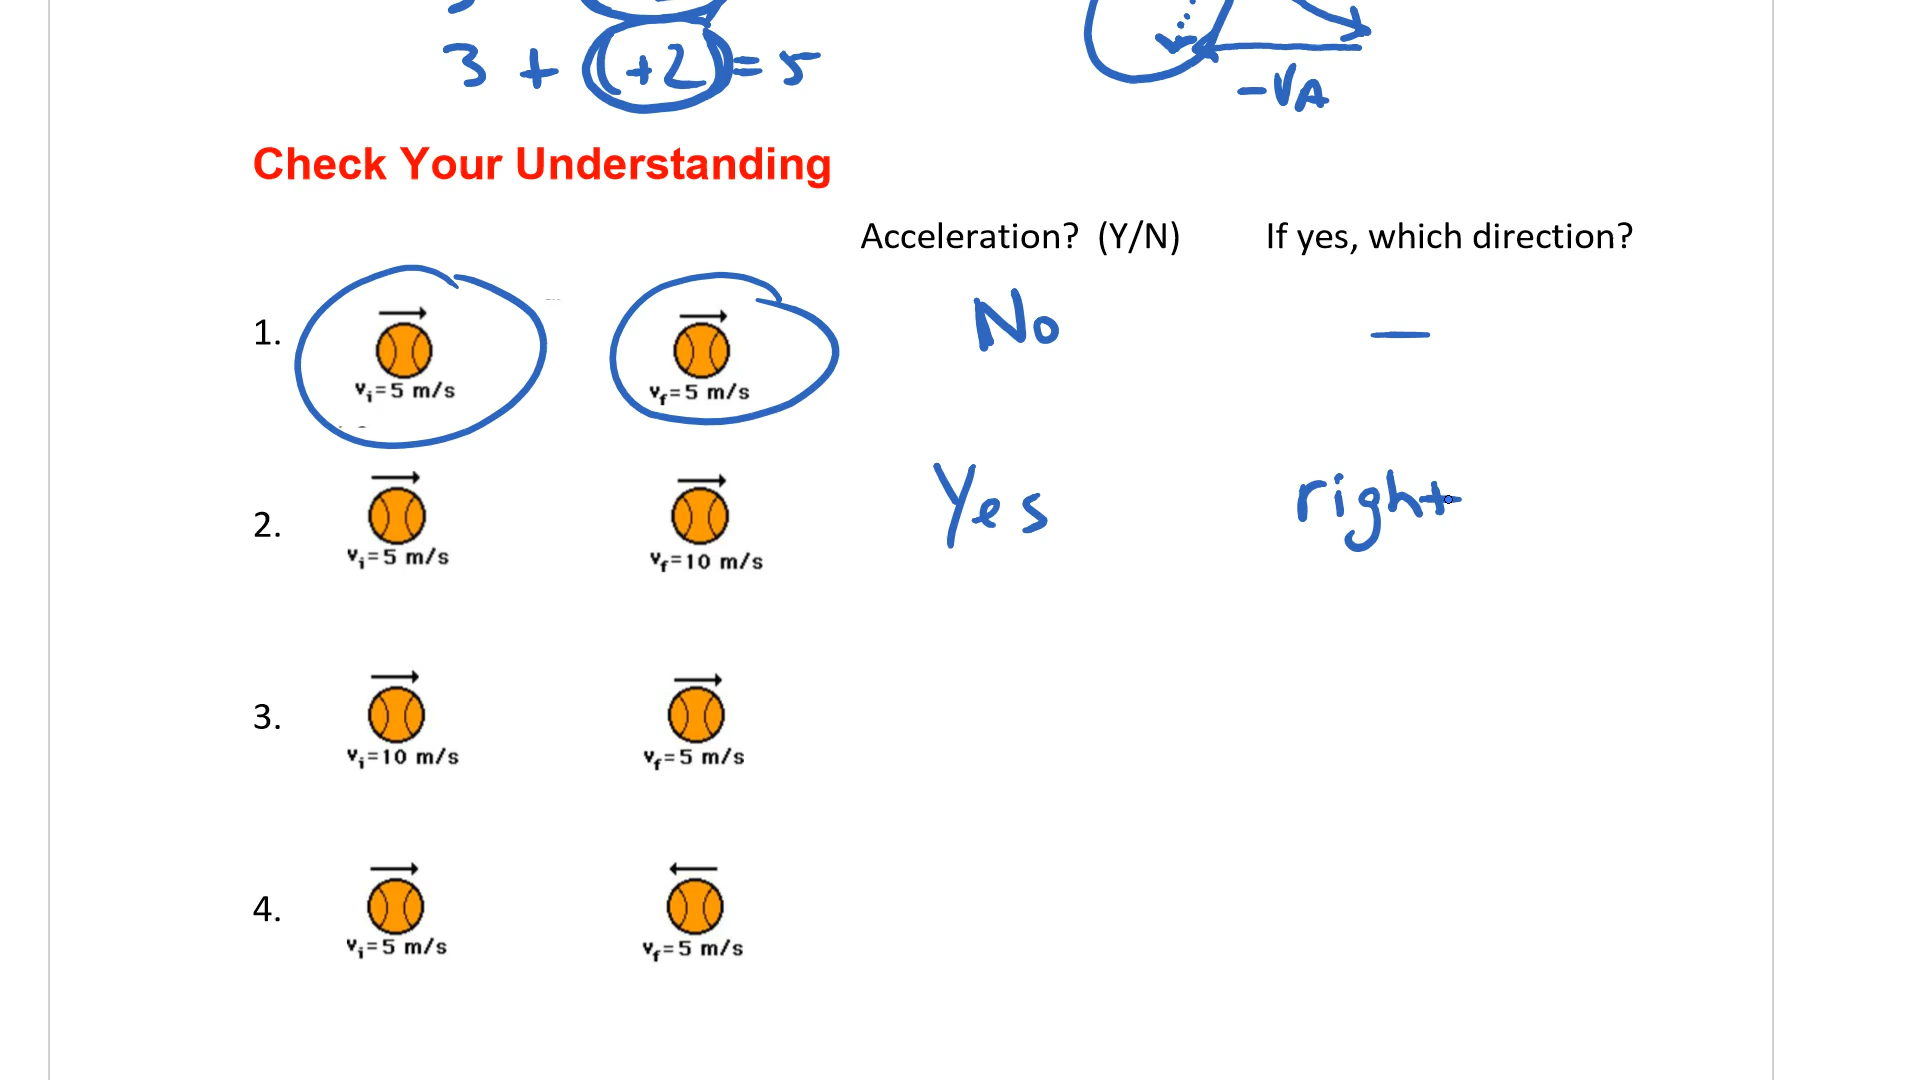 3 + (+2) = 5
-VA
Check Your Understanding
Acceleration? (Y/N) If yes, which direction?
1. vi=5 m/s vf=5 m/s No —
2. vi=5 m/s vf=10 m/s Yes right
3. vi=10 m/s vf=5 m/s
4. vi=5 m/s vf=5 m/s